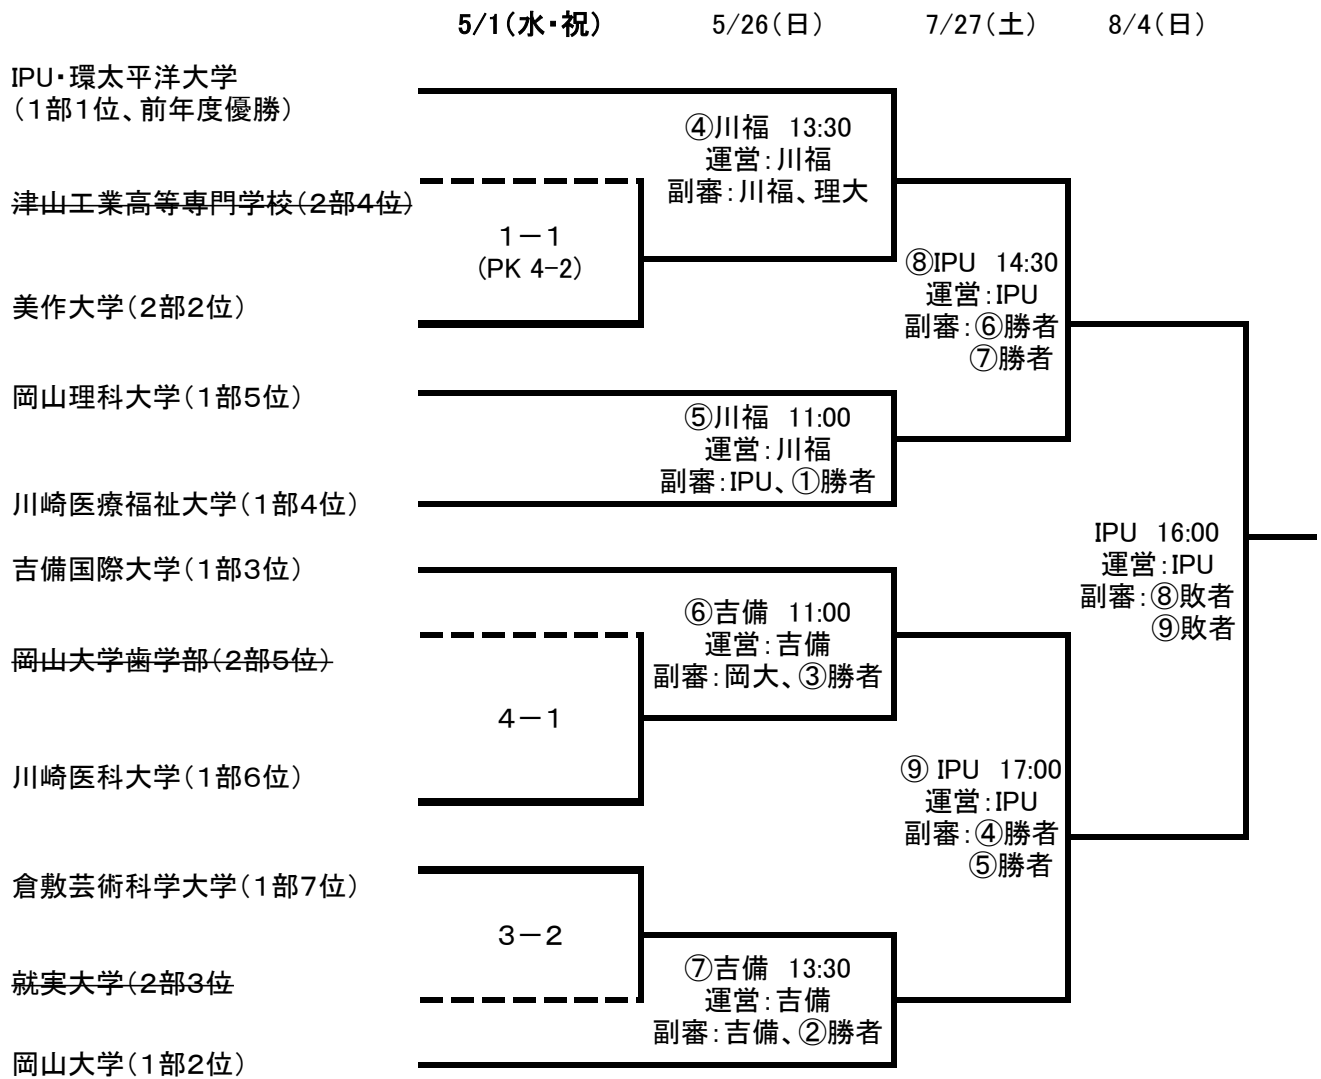 5/1(水・祝)
5/26(日)
7/27(土)
8/4(日)
IPU・環太平洋大学
(1部1位、前年度優勝)
④川福 13:30
運営:川福
副審:川福、理大
津山工業高等専門学校(2部4位)
1-1
(PK 4-2)
美作大学(2部2位)
⑧IPU 14:30
運営:IPU
副審:⑥勝者
⑦勝者
岡山理科大学(1部5位)
⑤川福 11:00
運営:川福
副審:IPU、①勝者
川崎医療福祉大学(1部4位)
IPU 16:00
運営:IPU
副審:⑧敗者
⑨敗者
吉備国際大学(1部3位)
⑥吉備 11:00
運営:吉備
副審:岡大、③勝者
岡山大学歯学部(2部5位)
4-1
川崎医科大学(1部6位)
⑨ IPU 17:00
運営:IPU
副審:④勝者
⑤勝者
倉敷芸術科学大学(1部7位)
3-2
就実大学(2部3位
⑦吉備 13:30
運営:吉備
副審:吉備、②勝者
岡山大学(1部2位)